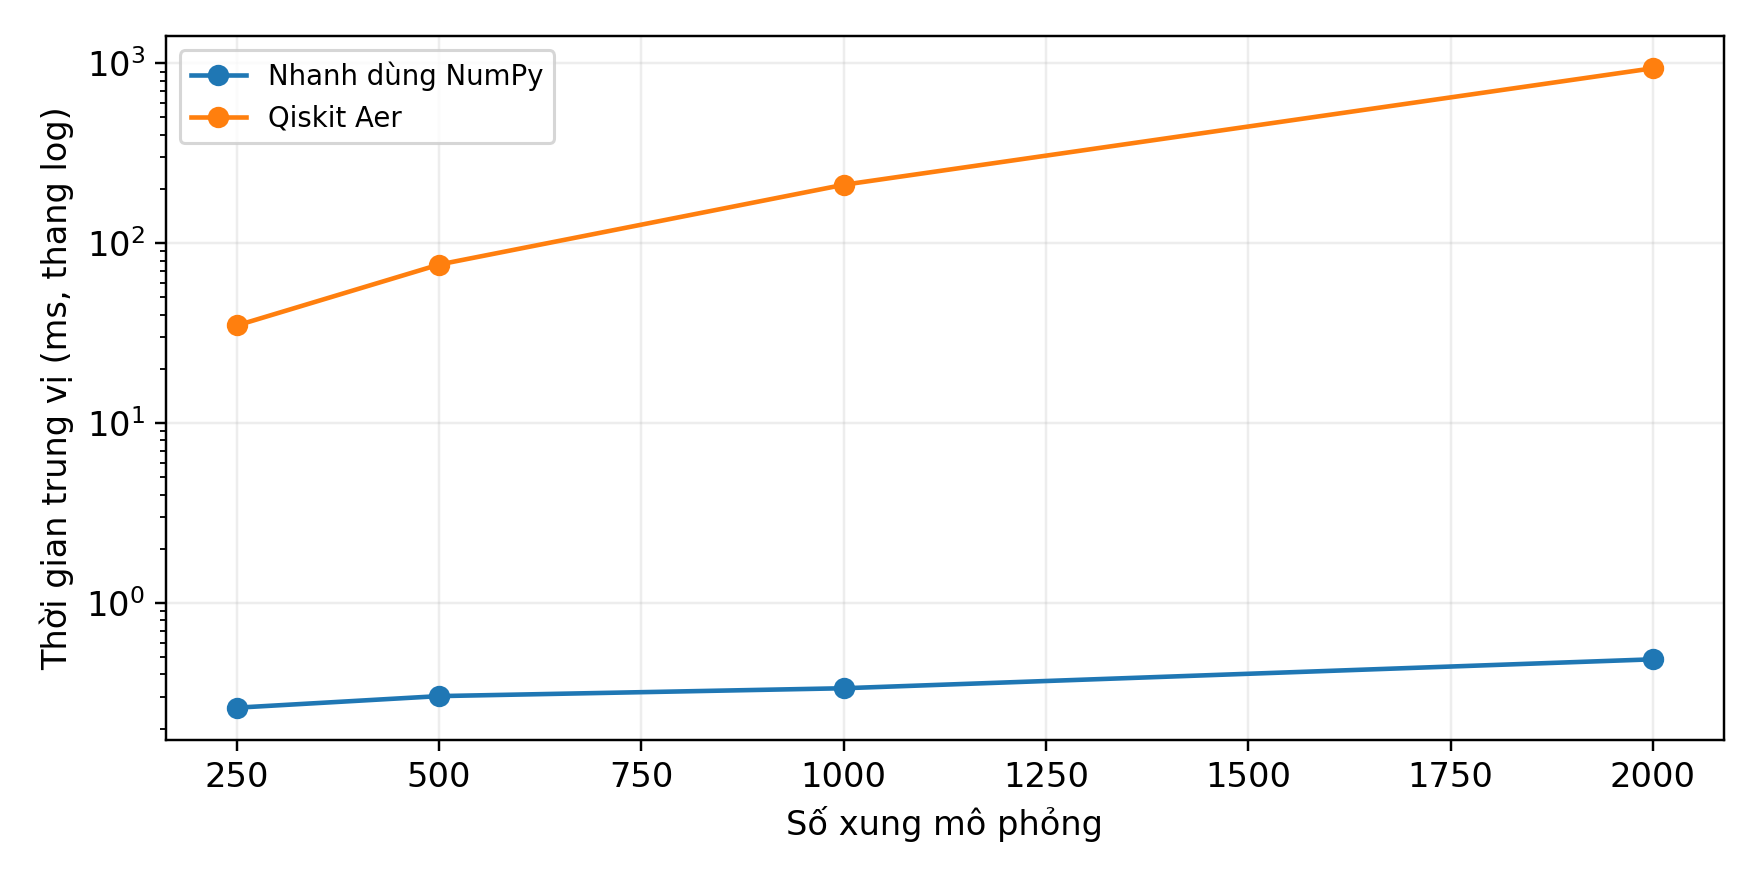 Nhanh dùng NumPy
Qiskit Aer
Thời gian trung vị (ms, thang log)
10³
10²
10¹
10⁰
250 500 750 1000 1250 1500 1750 2000
Số xung mô phỏng